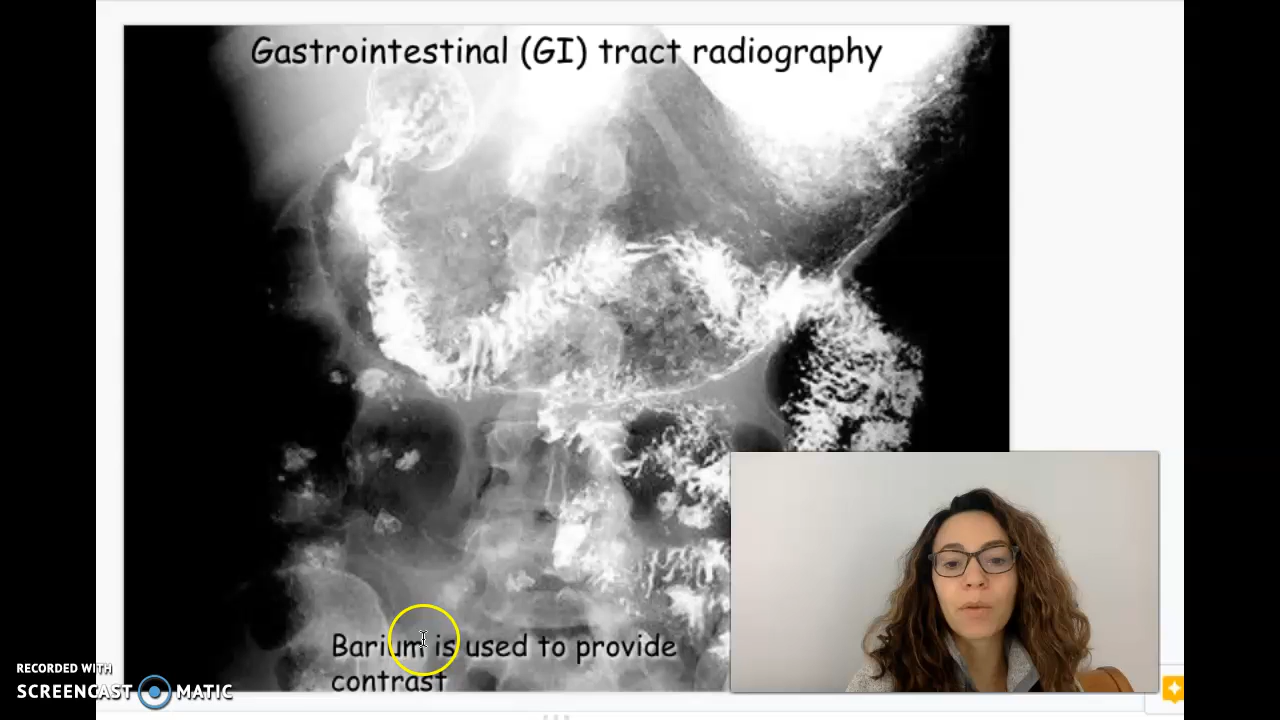 Gastrointestinal (GI) tract radiography
Barium is used to provide
contrast
RECORDED WITH
SCREENCAST MATIC